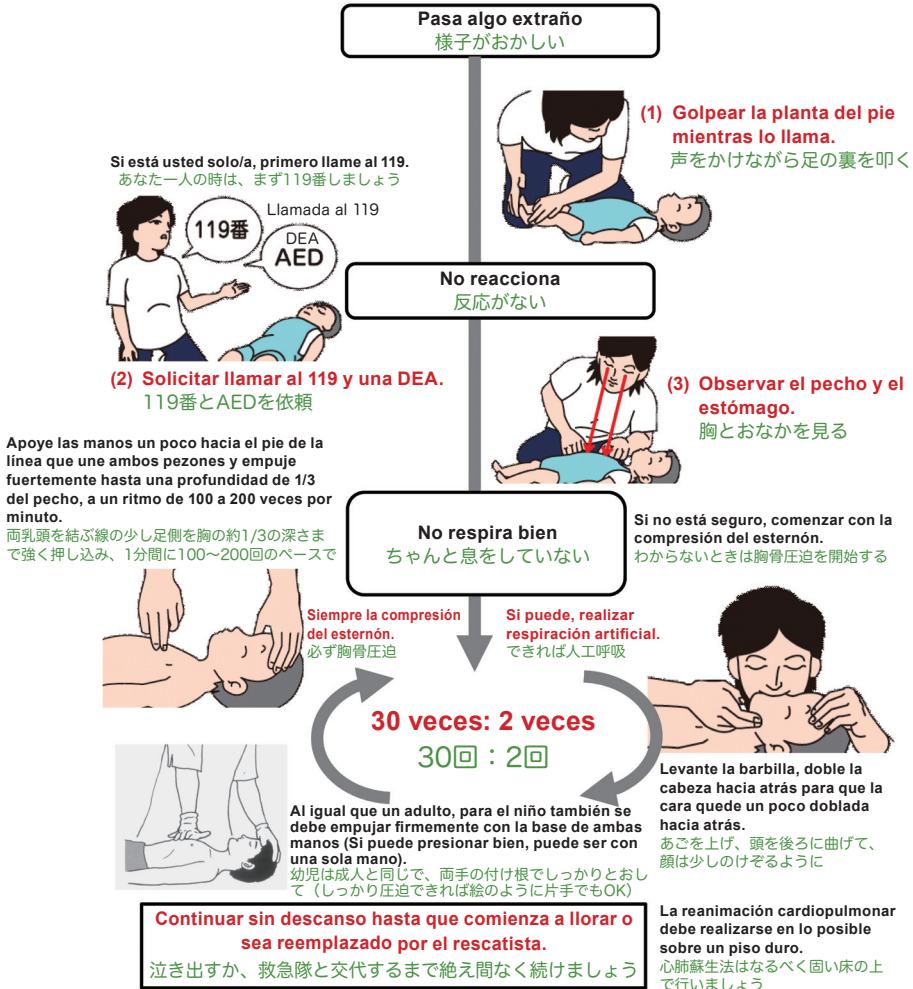 Pasa algo extraño
様子がおかしい
(1) Golpear la planta del pie
mientras lo llama.
声をかけながら足の裏を叩く
Si está usted solo/a, primero llame al 119.
あなた一人の時は、まず119番しましょう
119番
Llamada al 119
DEA
AED
No reacciona
反応がない
(2) Solicitar llamar al 119 y una DEA.
119番とAEDを依頼
(3) Observar el pecho y el
estómago.
胸とおなかを見る
Apoye las manos un poco hacia el pie de la
línea que une ambos pezones y empuje
fuertemente hasta una profundidad de 1/3
del pecho, a un ritmo de 100 a 200 veces por
minuto.
両乳頭を結ぶ線の少し足側を胸の約1/3の深さま
で強く押し込み、1分間に100〜200回のペースで
No respira bien
ちゃんと息をしていない
Si no está seguro, comenzar con la
compresión del esternón.
わからないときは胸骨圧迫を開始する
Siempre la compresión
del esternón.
必ず胸骨圧迫
Si puede, realizar
respiración artificial.
できれば人工呼吸
30 veces: 2 veces
30回：2回
Levante la barbilla, doble la
cabeza hacia atrás para que la
cara quede un poco doblada
hacia atrás.
あごを上げ、頭を後ろに曲げて、
顔は少しのけぞるように
Al igual que un adulto, para el niño también se
debe empujar firmemente con la base de ambas
manos (Si puede presionar bien, puede ser con
una sola mano).
幼児は成人と同じで、両手の付け根でしっかりとおし
て（しっかり圧迫できれば絵のように片手でもOK）
Continuar sin descanso hasta que comienza a llorar o
sea reemplazado por el rescatista.
泣き出すか、救急隊と交代するまで絶え間なく続けましょう
La reanimación cardiopulmonar
debe realizarse en lo posible
sobre un piso duro.
心肺蘇生法はなるべく固い床の上
で行いましょう